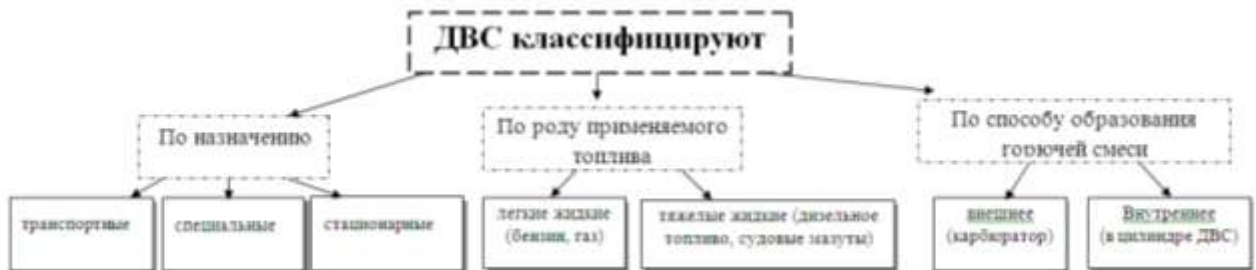 ДВС классифицируют
По назначению
По роду применяемого
топлива
По способу образования
горючей смеси
транспортные
специальные
стационарные
легкие жидкие
(бензин, газ)
тяжелые жидкие (дизельное
топливо, судовые мазуты)
внешнее
(карбюратор)
Внутреннее
(в цилиндре ДВС)